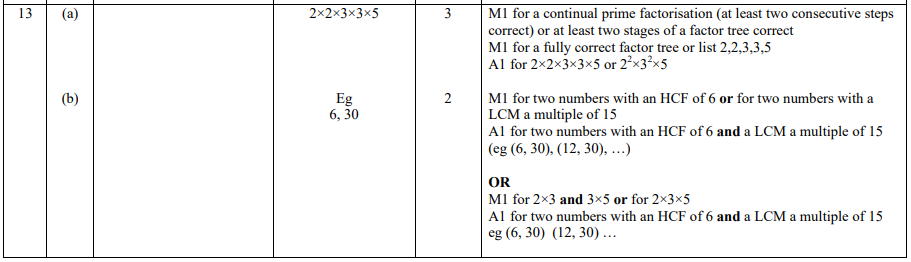 13 (a) 2×2×3×3×5 3 M1 for a continual prime factorisation (at least two consecutive steps
correct) or at least two stages of a factor tree correct
M1 for a fully correct factor tree or list 2,2,3,3,5
A1 for 2×2×3×3×5 or 2²×3²×5
(b) Eg 2 M1 for two numbers with an HCF of 6 or for two numbers with a
6, 30 LCM a multiple of 15
A1 for two numbers with an HCF of 6 and a LCM a multiple of 15
(eg (6, 30), (12, 30), …)
OR
M1 for 2×3 and 3×5 or for 2×3×5
A1 for two numbers with an HCF of 6 and a LCM a multiple of 15
eg (6, 30) (12, 30) …